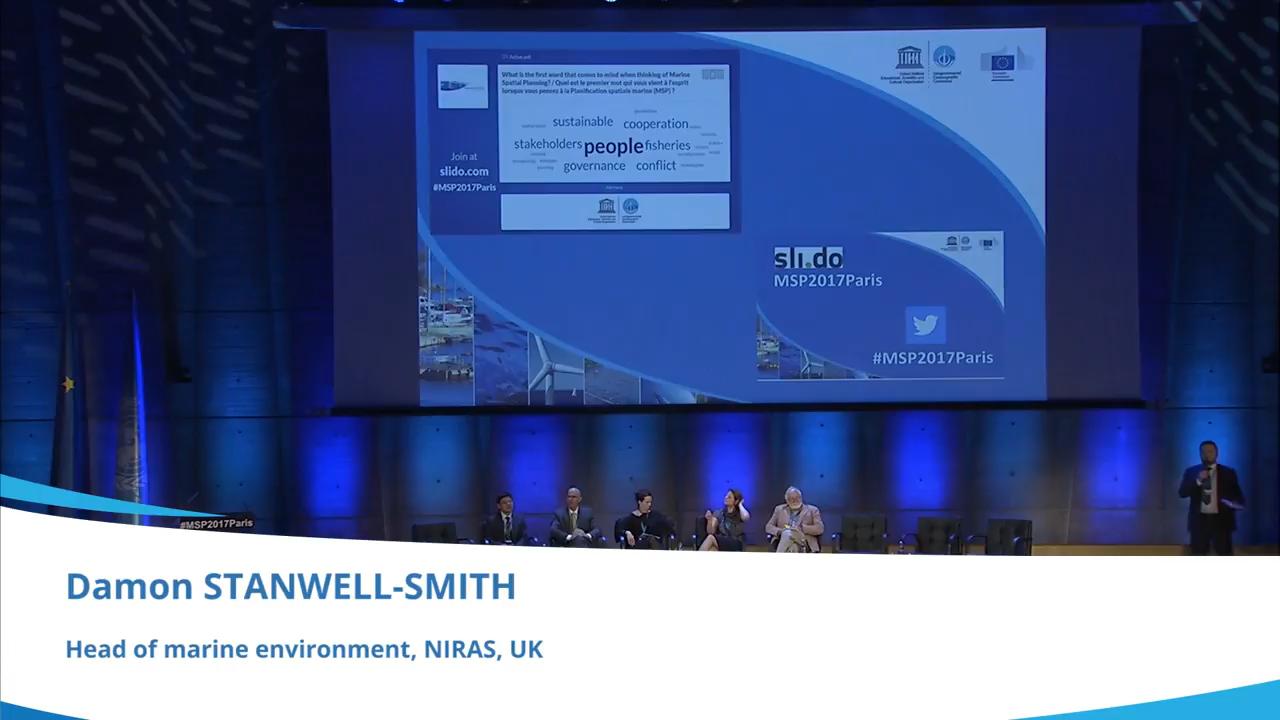 What is the first word that comes to mind when thinking of Marine
Spatial Planning? / Quel est le premier mot qui vous vient à l'esprit
lorsque vous pensez à la Planification spatiale marine (MSP) ?
sustainable
cooperation
stakeholders people fisheries
governance conflict
Join at
slido.com
#MSP2017Paris
sli.do
MSP2017Paris
#MSP2017Paris
#MSP2017Paris
Damon STANWELL-SMITH
Head of marine environment, NIRAS, UK